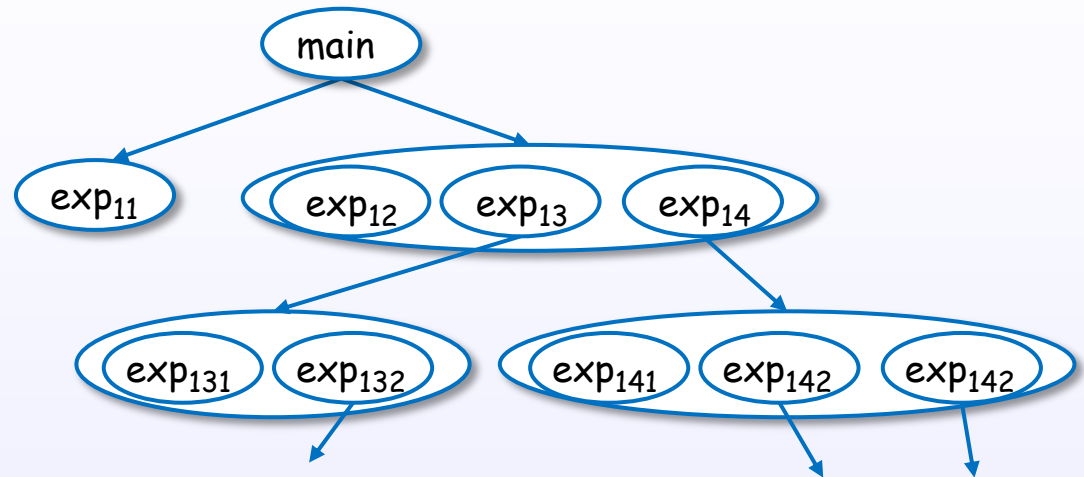 main
exp₁₁
exp₁₂ exp₁₃ exp₁₄
exp₁₃₁ exp₁₃₂ exp₁₄₁ exp₁₄₂ exp₁₄₂